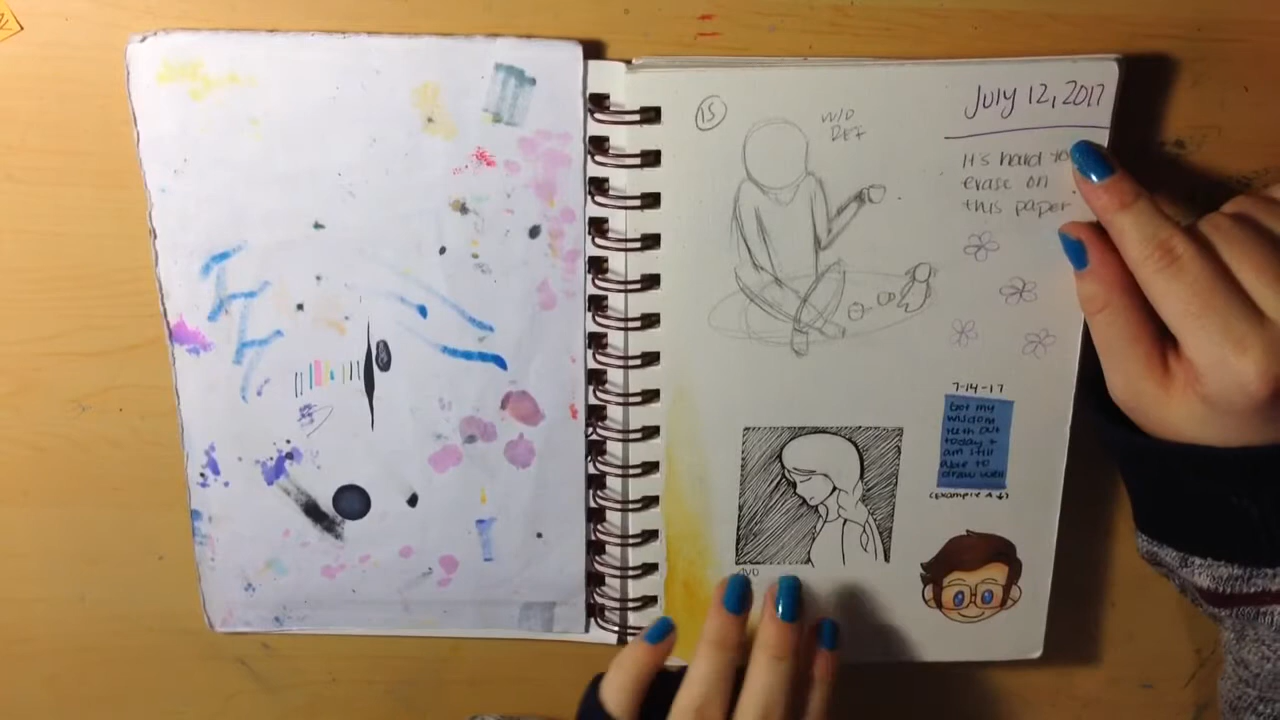 15
W/O
REF
July 12, 2017
It's hard to
erase on
this paper
7-14-17
Got my
wisdom
teeth out
today +
am still
able to
draw well
(Example A ↓)